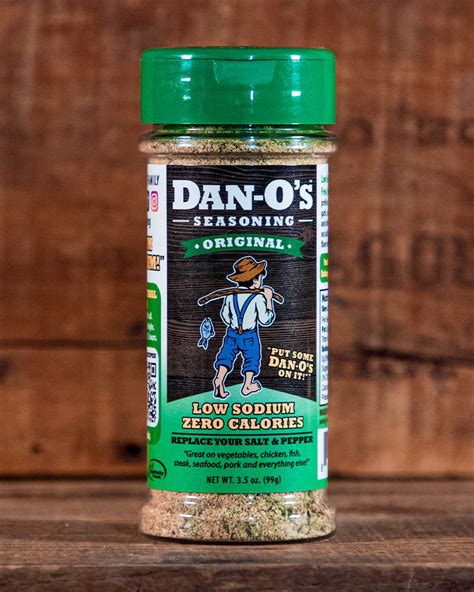 DAN-O'S
SEASONING
ORIGINAL
"PUT SOME
DAN-O'S
ON IT!"
LOW SODIUM
ZERO CALORIES
REPLACE YOUR SALT & PEPPER
"Great on vegetables, chicken, fish,
steak, seafood, pork and everything else!"
NET WT. 3.5 oz. (99g)